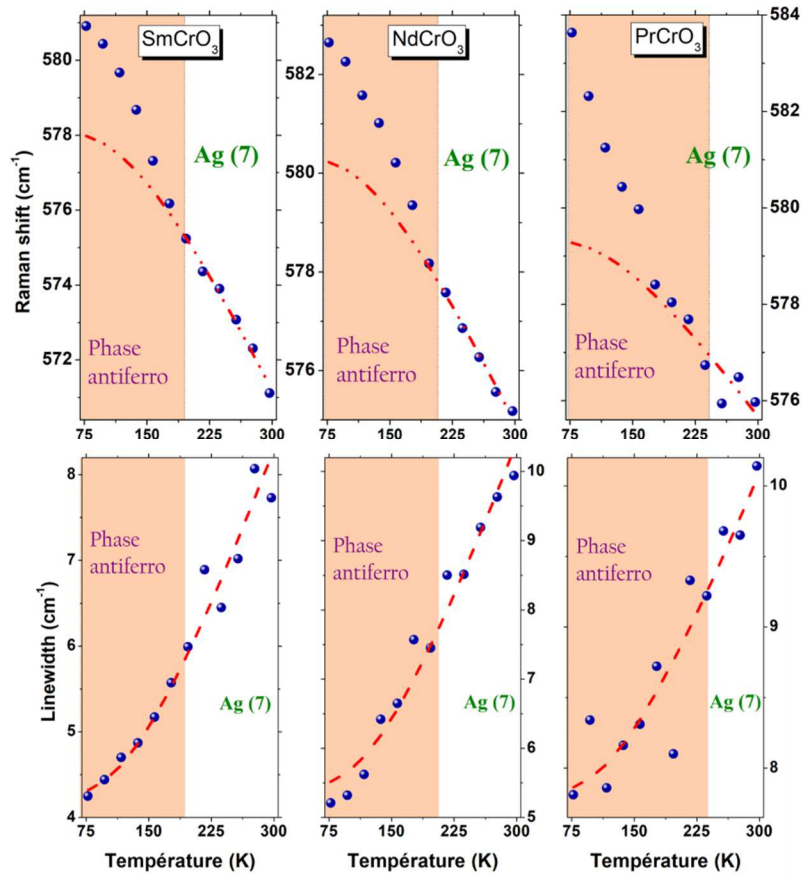 SmCrO3
NdCrO3
PrCrO3
Raman shift (cm-1)
580
578
576
574
572
Ag (7)
Phase
antiferro
75 150 225 300
582
580
578
576
Ag (7)
Phase
antiferro
75 150 225 300
584
582
580
578
576
Ag (7)
Phase
antiferro
75 150 225 300
Linewidth (cm-1)
8
7
6
5
4
Phase
antiferro
Ag (7)
75 150 225 300
Température (K)
10
9
8
7
6
5
Phase
antiferro
Ag (7)
75 150 225 300
Température (K)
10
9
8
Phase
antiferro
Ag (7)
75 150 225 300
Température (K)